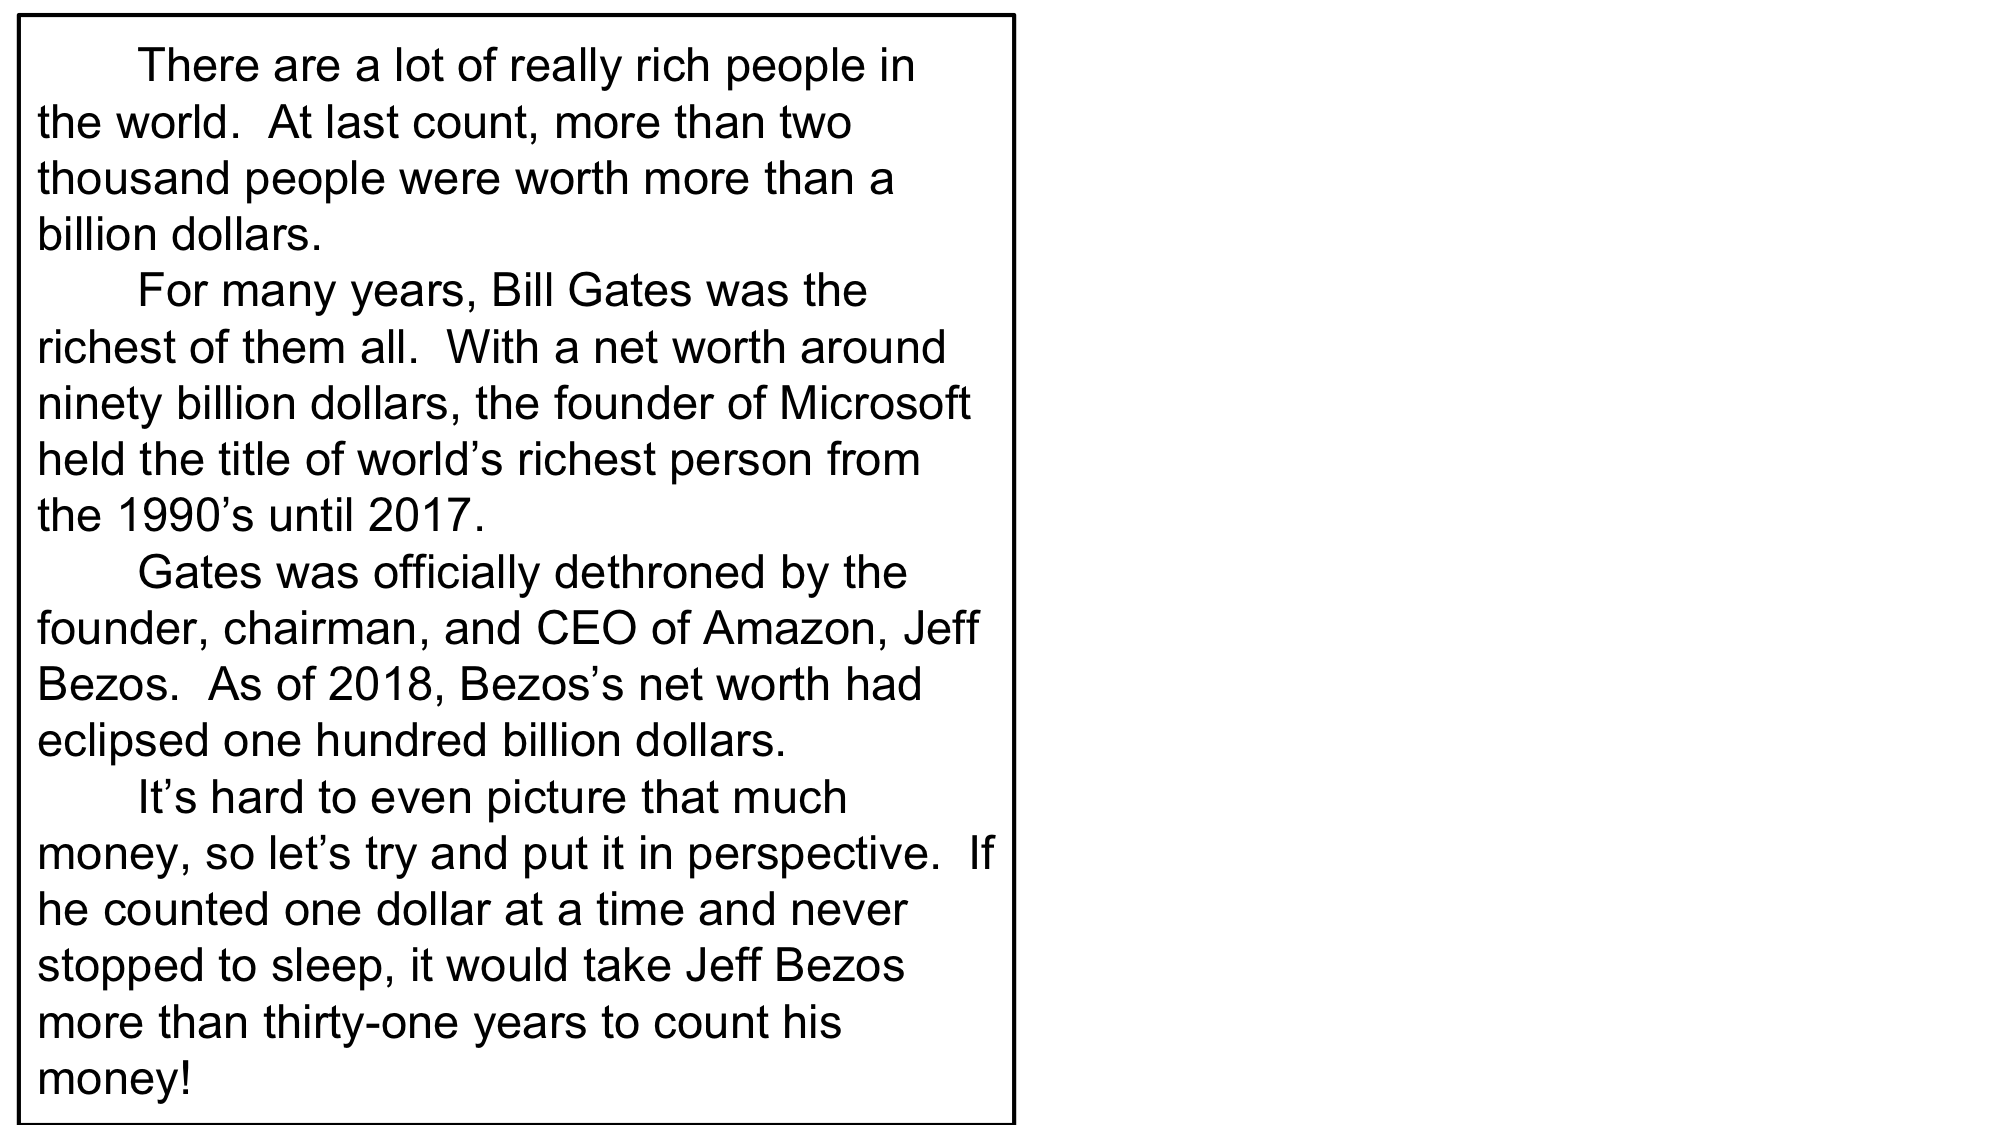 There are a lot of really rich people in
the world.  At last count, more than two
thousand people were worth more than a
billion dollars.
For many years, Bill Gates was the
richest of them all.  With a net worth around
ninety billion dollars, the founder of Microsoft
held the title of world’s richest person from
the 1990’s until 2017.
Gates was officially dethroned by the
founder, chairman, and CEO of Amazon, Jeff
Bezos.  As of 2018, Bezos’s net worth had
eclipsed one hundred billion dollars.
It’s hard to even picture that much
money, so let’s try and put it in perspective.  If
he counted one dollar at a time and never
stopped to sleep, it would take Jeff Bezos
more than thirty-one years to count his
money!